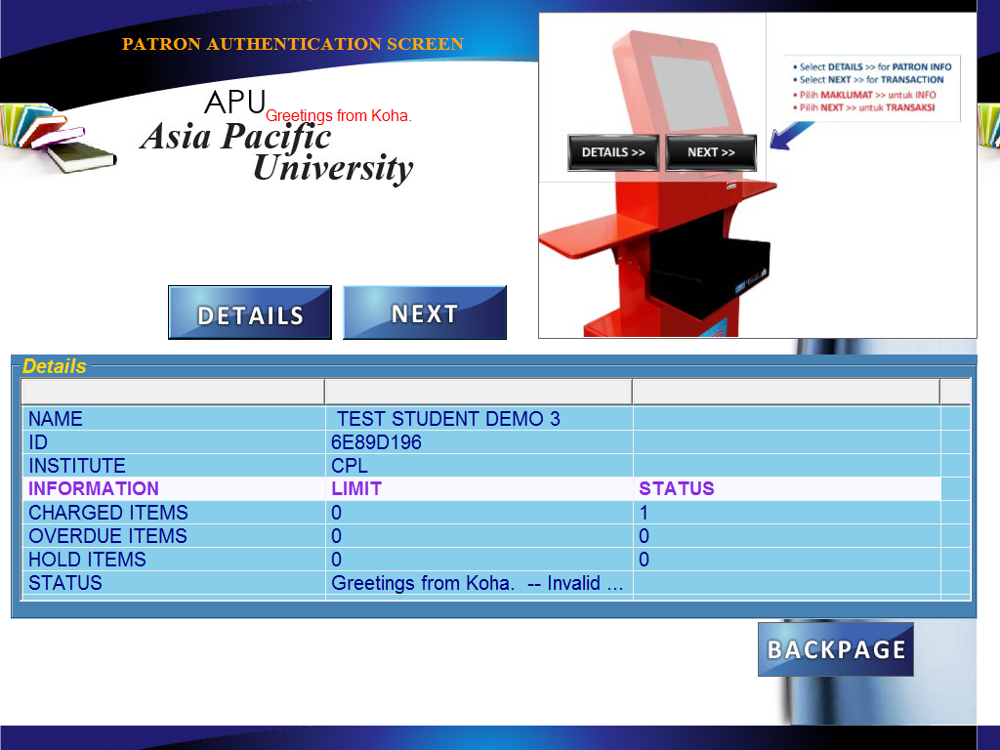 PATRON AUTHENTICATION SCREEN
APU
Greetings from Koha.
Asia Pacific
University
• Select DETAILS >> for PATRON INFO
• Select NEXT >> for TRANSACTION
• Pilih MAKLUMAT >> untuk INFO
• Pilih NEXT >> untuk TRANSAKSI
DETAILS >> NEXT >>
DETAILS NEXT
Details
NAME TEST STUDENT DEMO 3
ID 6E89D196
INSTITUTE CPL
INFORMATION LIMIT STATUS
CHARGED ITEMS 0 1
OVERDUE ITEMS 0 0
HOLD ITEMS 0 0
STATUS Greetings from Koha. -- Invalid ...
BACKPAGE